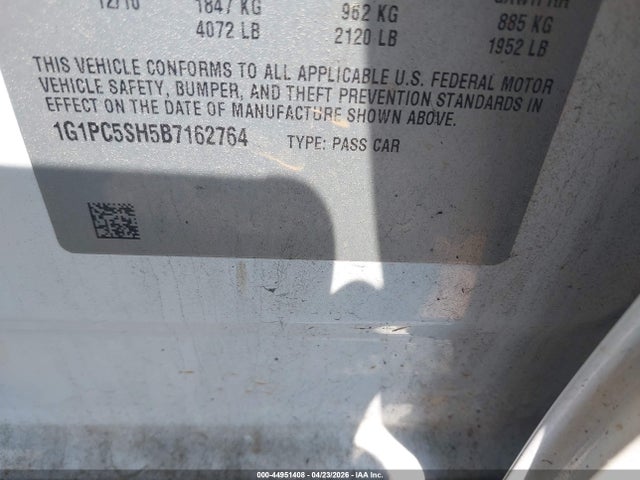 12/10 1847 KG 962 KG GAWR RR
4072 LB 2120 LB 885 KG
1952 LB
THIS VEHICLE CONFORMS TO ALL APPLICABLE U.S. FEDERAL MOTOR
VEHICLE SAFETY, BUMPER, AND THEFT PREVENTION STANDARDS IN
EFFECT ON THE DATE OF MANUFACTURE SHOWN ABOVE.
1G1PC5SH5B7162764 TYPE: PASS CAR
000-44951408 - 04/23/2026 - IAA Inc.